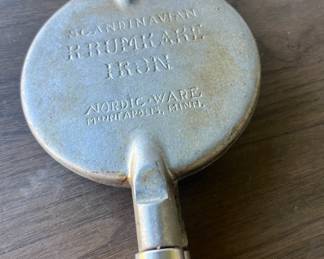 SCANDINAVIAN
KRUMKAKE
IRON
NORDIC-WARE
MINNEAPOLIS, MINN.